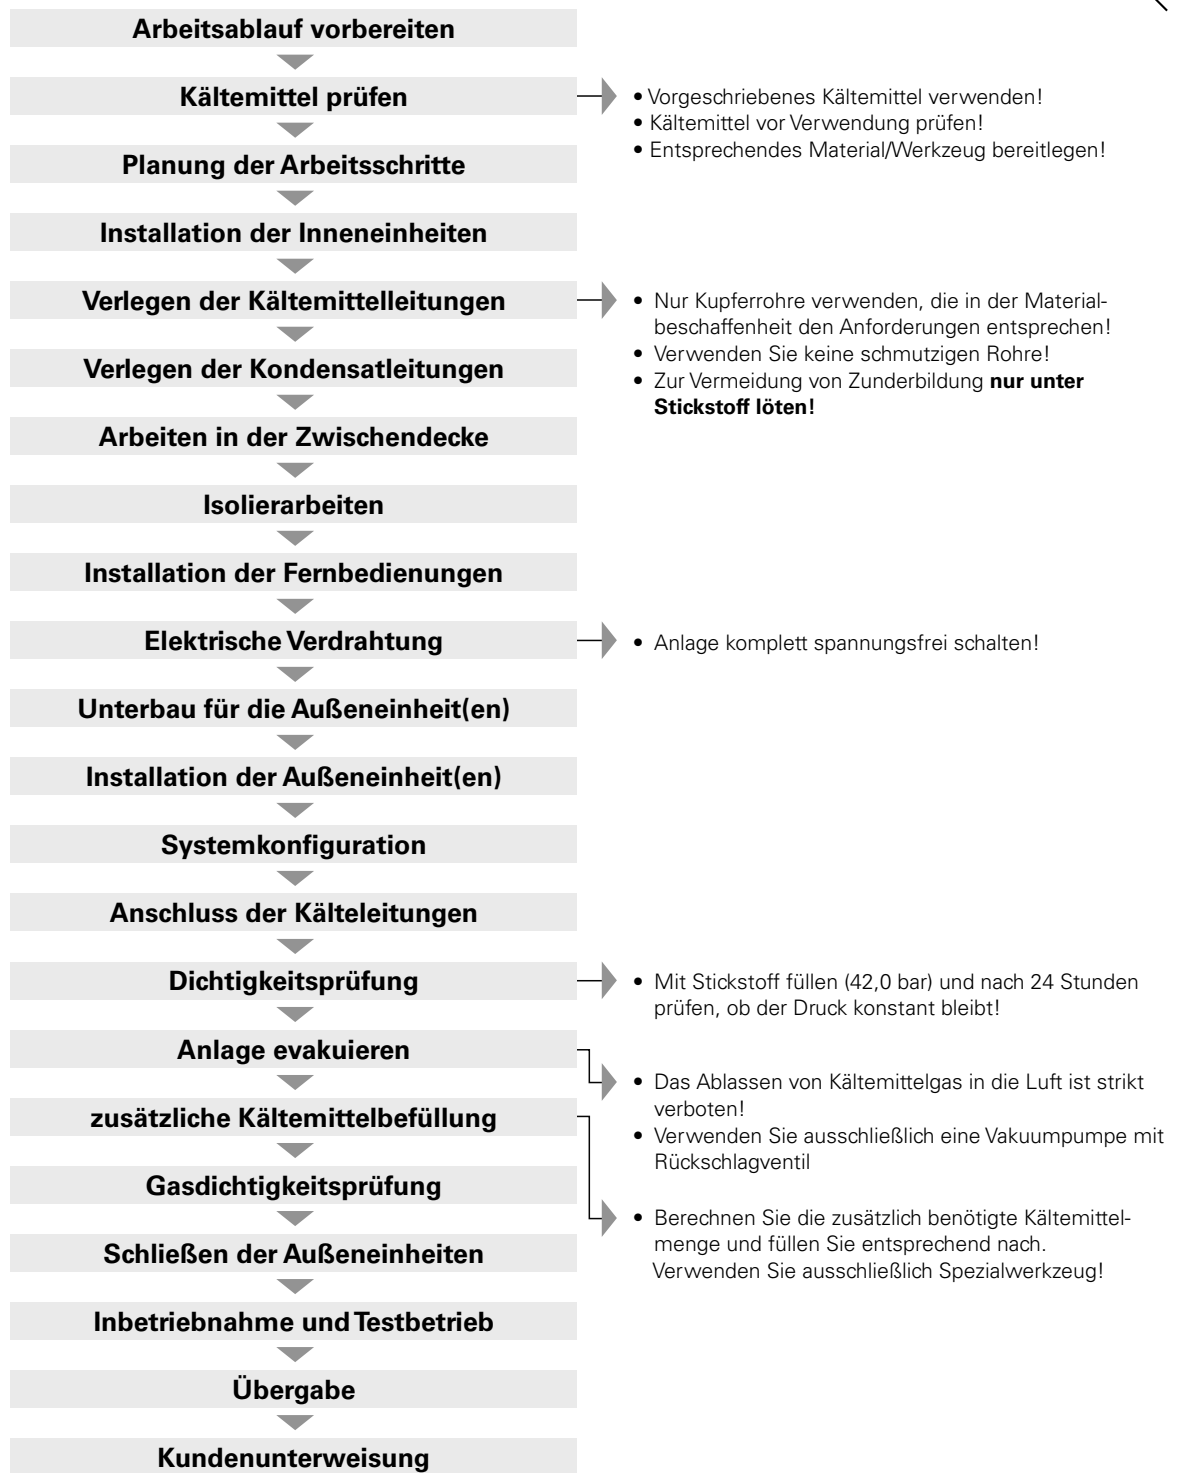 Arbeitsablauf vorbereiten
Kältemittel prüfen
• Vorgeschriebenes Kältemittel verwenden!
• Kältemittel vor Verwendung prüfen!
• Entsprechendes Material/Werkzeug bereitlegen!
Planung der Arbeitsschritte
Installation der Inneneinheiten
Verlegen der Kältemittelleitungen
• Nur Kupferrohre verwenden, die in der Material-
beschaffenheit den Anforderungen entsprechen!
• Verwenden Sie keine schmutzigen Rohre!
• Zur Vermeidung von Zunderbildung nur unter
Stickstoff löten!
Verlegen der Kondensatleitungen
Arbeiten in der Zwischendecke
Isolierarbeiten
Installation der Fernbedienungen
Elektrische Verdrahtung
• Anlage komplett spannungsfrei schalten!
Unterbau für die Außeneinheit(en)
Installation der Außeneinheit(en)
Systemkonfiguration
Anschluss der Kälteleitungen
Dichtigkeitsprüfung
• Mit Stickstoff füllen (42,0 bar) und nach 24 Stunden
prüfen, ob der Druck konstant bleibt!
Anlage evakuieren
• Das Ablassen von Kältemittelgas in die Luft ist strikt
verboten!
• Verwenden Sie ausschließlich eine Vakuumpumpe mit
Rückschlagventil
zusätzliche Kältemittelbefüllung
• Berechnen Sie die zusätzlich benötigte Kältemittel-
menge und füllen Sie entsprechend nach.
Verwenden Sie ausschließlich Spezialwerkzeug!
Gasdichtigkeitsprüfung
Schließen der Außeneinheiten
Inbetriebnahme und Testbetrieb
Übergabe
Kundenunterweisung